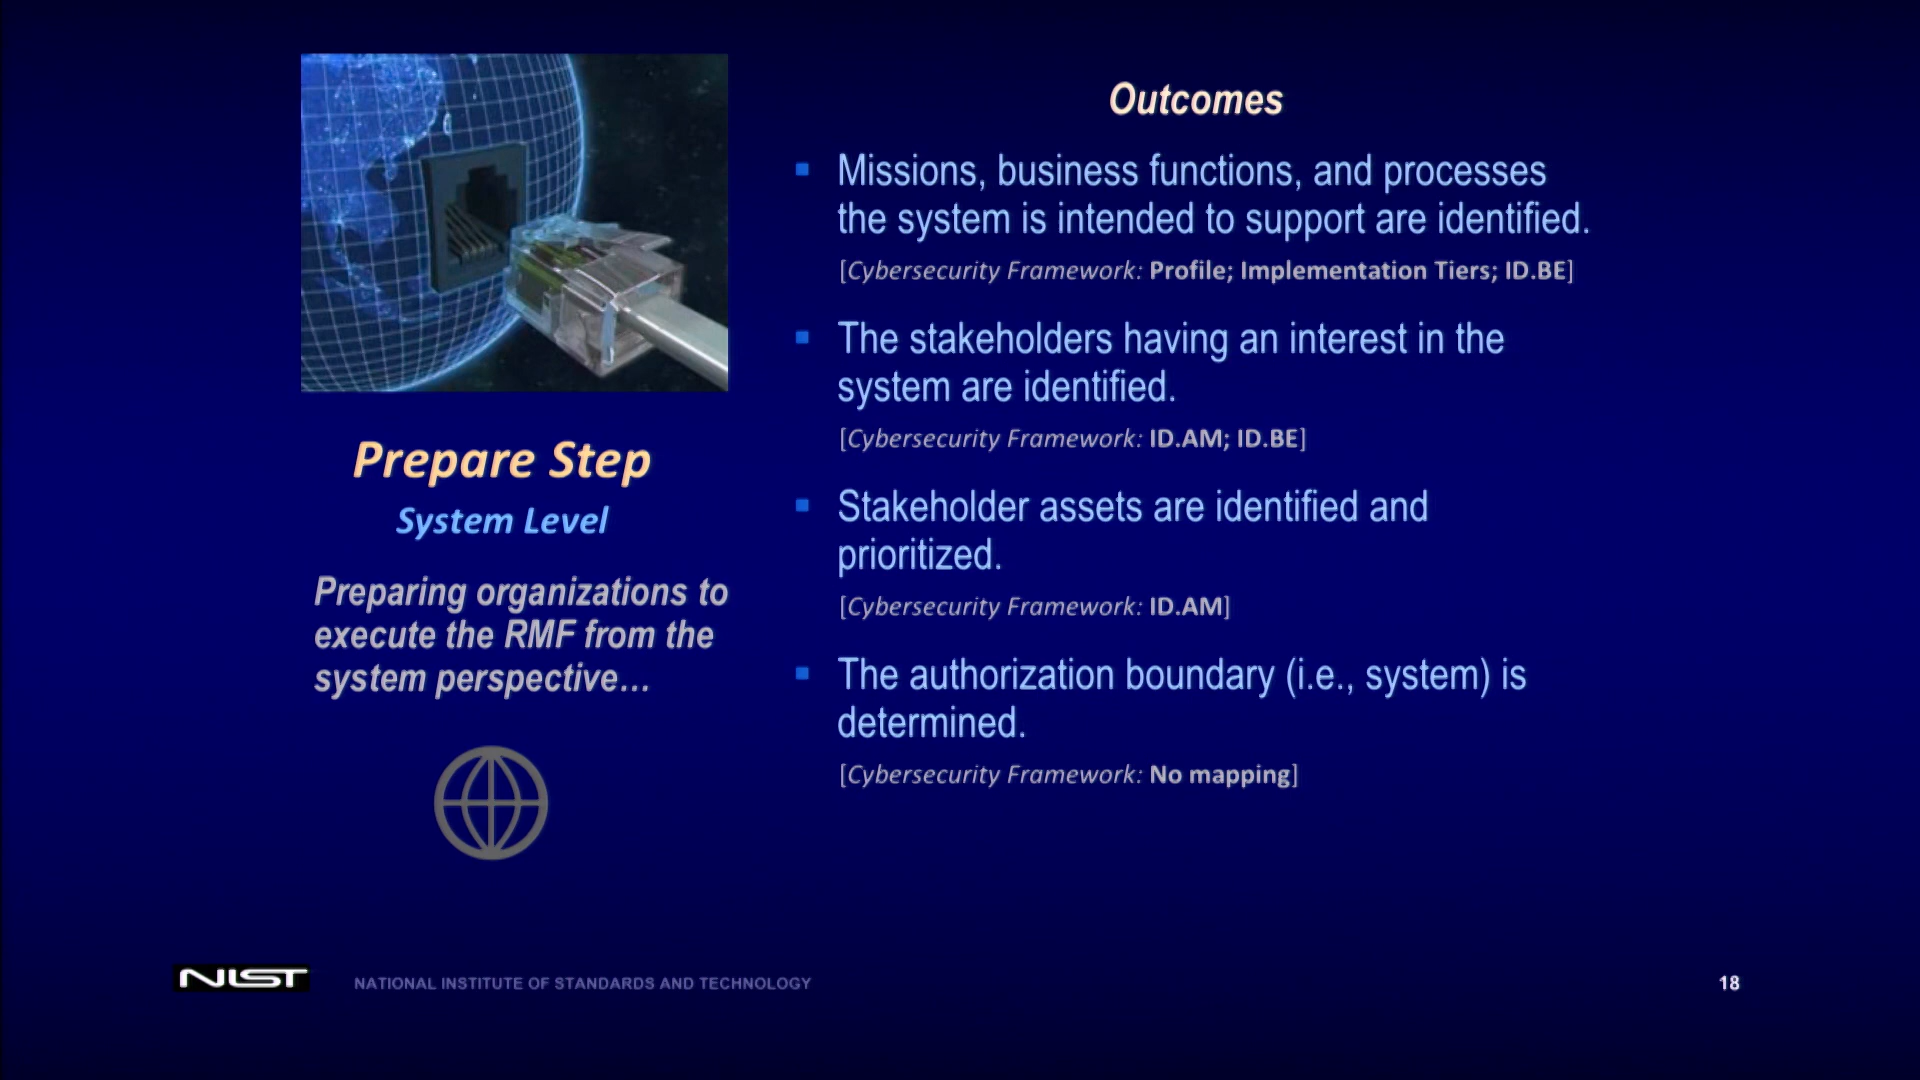 Prepare Step
System Level
Preparing organizations to
execute the RMF from the
system perspective…
Outcomes
▪ Missions, business functions, and processes
the system is intended to support are identified.
[Cybersecurity Framework: Profile; Implementation Tiers; ID.BE]
▪ The stakeholders having an interest in the
system are identified.
[Cybersecurity Framework: ID.AM; ID.BE]
▪ Stakeholder assets are identified and
prioritized.
[Cybersecurity Framework: ID.AM]
▪ The authorization boundary (i.e., system) is
determined.
[Cybersecurity Framework: No mapping]
NIST NATIONAL INSTITUTE OF STANDARDS AND TECHNOLOGY 18